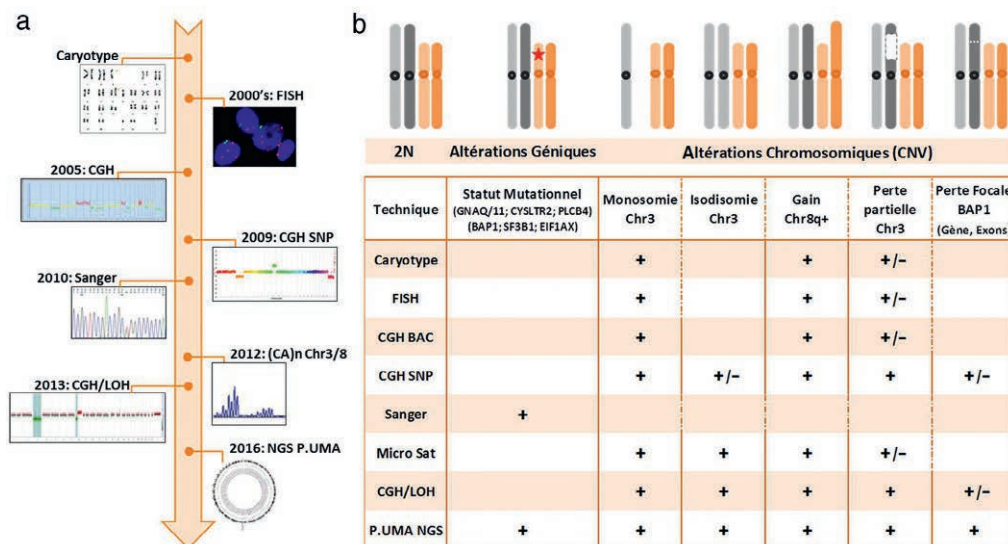 a
Caryotype
2000's: FISH
2005: CGH
2009: CGH SNP
2010: Sanger
2012: (CA)n Chr3/8
2013: CGH/LOH
2016: NGS P.UMA
b
2N Altérations Géniques Altérations Chromosomiques (CNV)
Technique
Statut Mutationnel
(GNAQ/11; CYSLTR2; PLCB4)
(BAP1; SF3B1; EIF1AX)
Monosomie
Chr3
Isodisomie
Chr3
Gain
Chr8q+
Perte
partielle
Chr3
Perte Focale
BAP1
(Gène, Exons)
Caryotype + + +/–
FISH + + +/–
CGH BAC + + +/–
CGH SNP + +/– + + +/–
Sanger +
Micro Sat + + + +/–
CGH/LOH + + + + +/–
P.UMA NGS + + + + + +